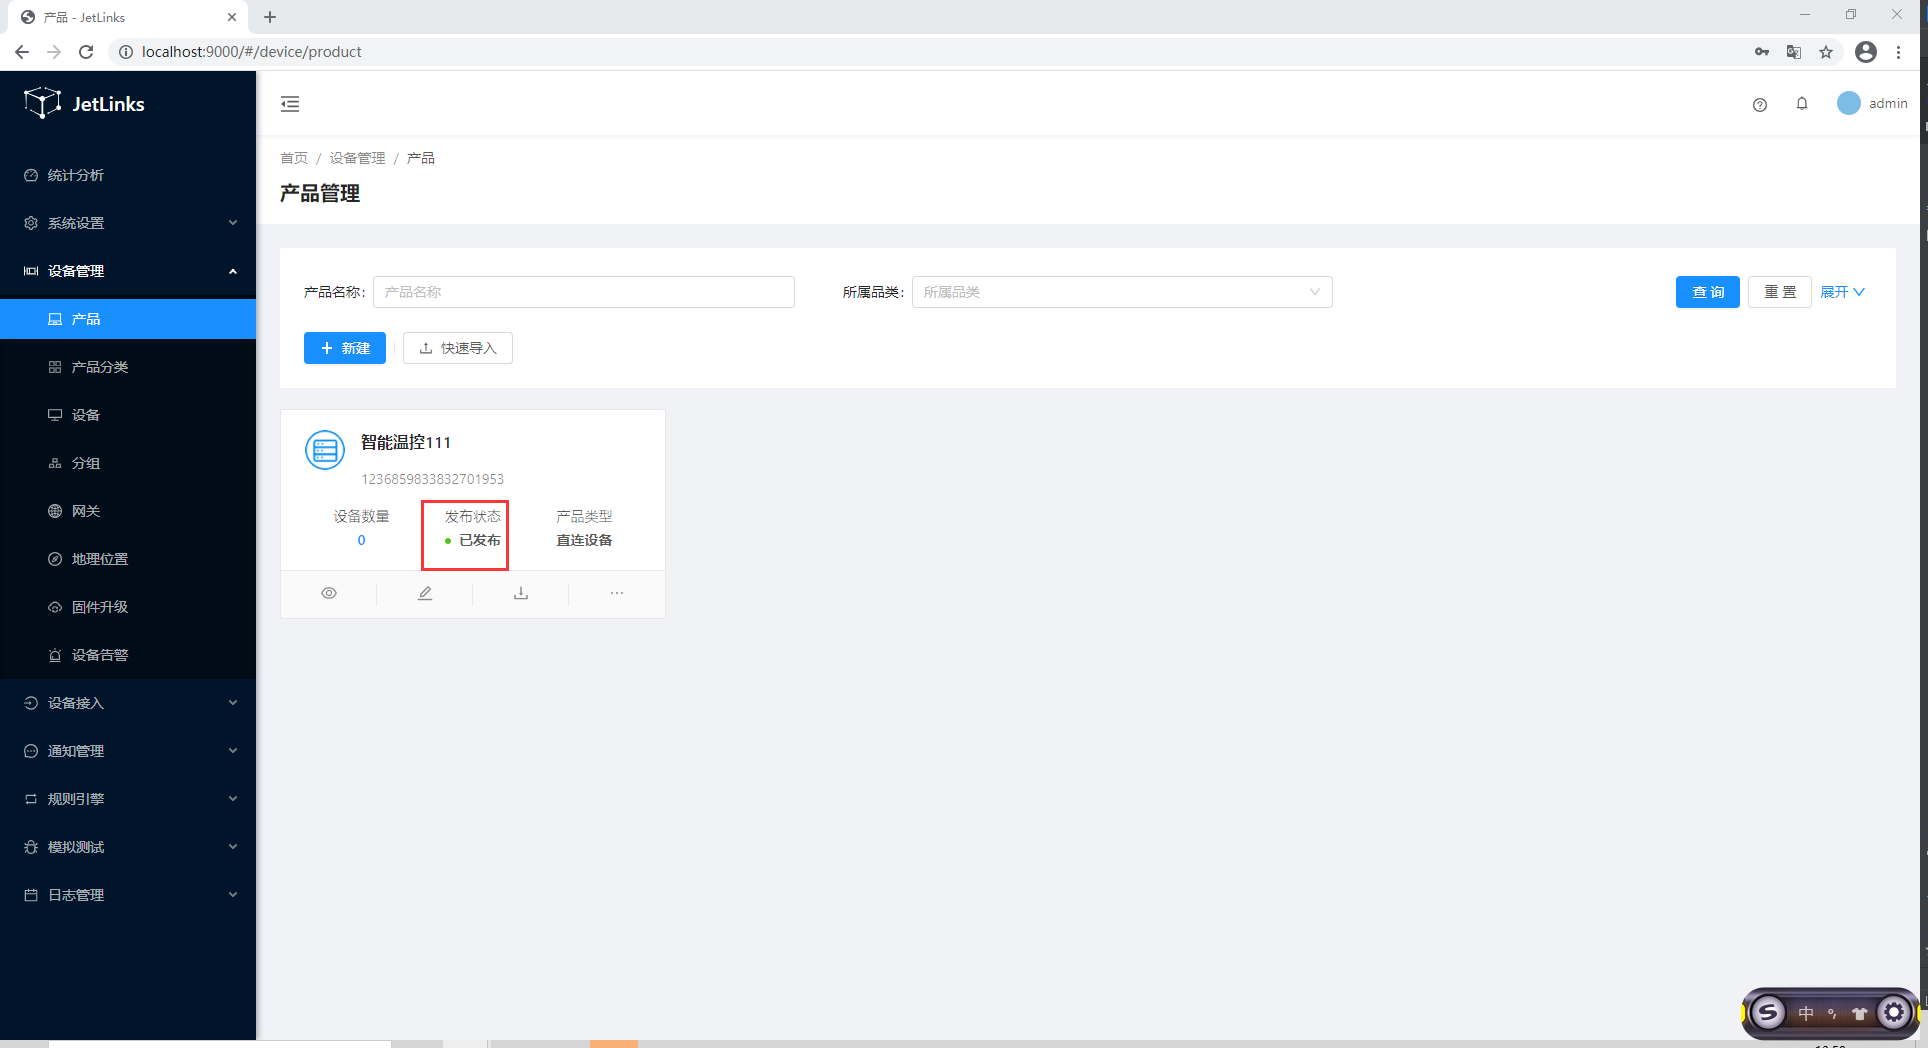 产品 - JetLinks
localhost:9000/#/device/product
JetLinks
admin
统计分析
系统设置
设备管理
产品
产品分类
设备
分组
网关
地理位置
固件升级
设备告警
设备接入
通知管理
规则引擎
模拟测试
日志管理
首页 / 设备管理 / 产品
产品管理
产品名称: 产品名称 所属品类: 所属品类 查 询 重 置 展开
新建 快速导入
智能温控111
1236859833832701953
设备数量 发布状态 产品类型
0 已发布 直连设备
中